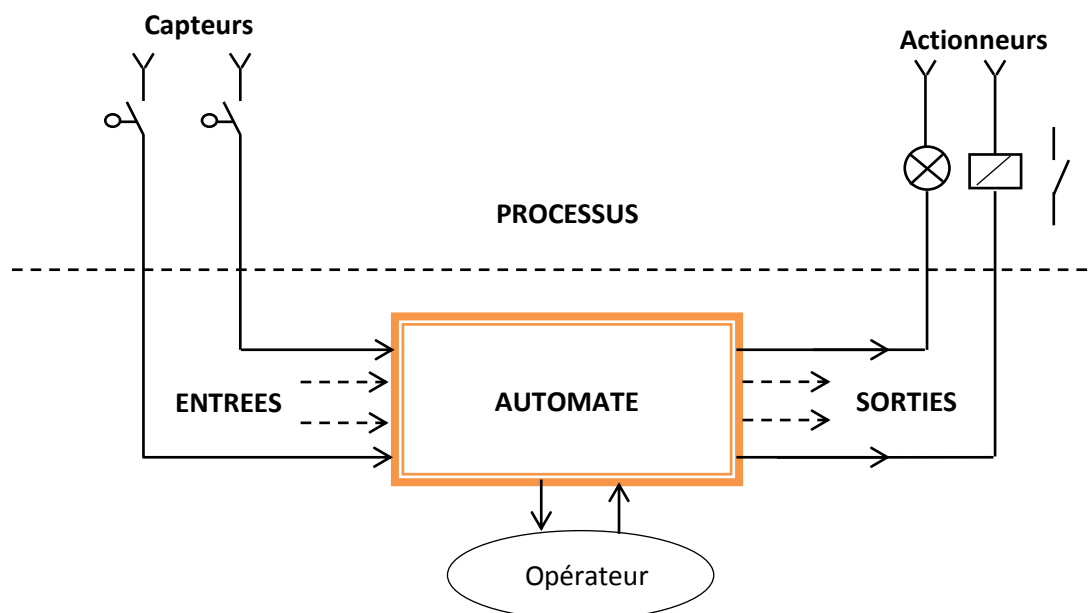 Capteurs
Actionneurs
PROCESSUS
ENTREES
AUTOMATE
SORTIES
Opérateur